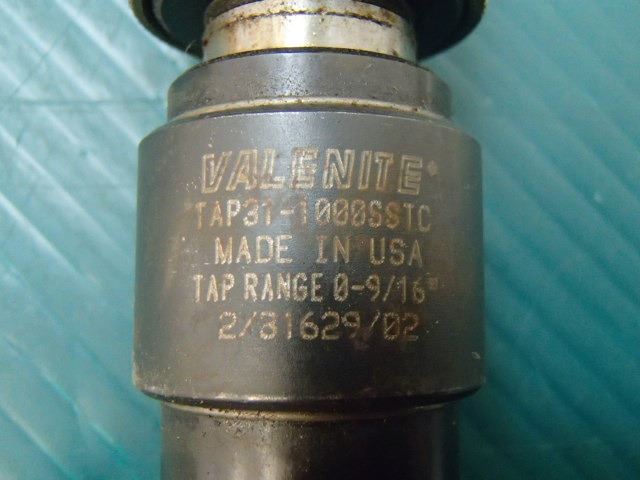 VALENITE
TAP31-1000SSTC
MADE IN USA
TAP RANGE 0-9/16"
2/31629/02